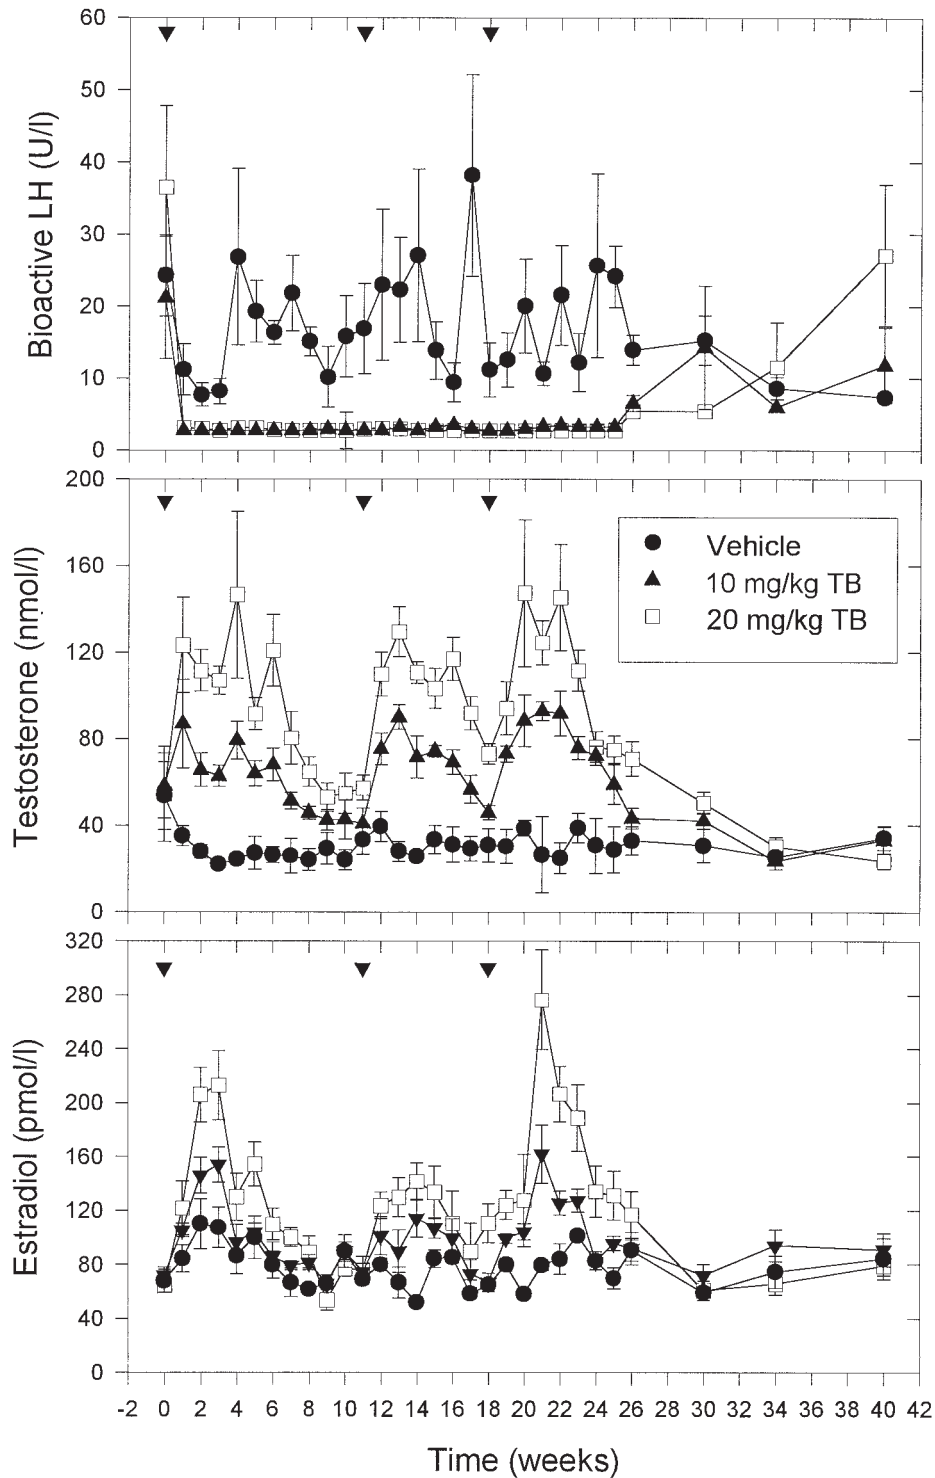 60
50
40
30
20
10
0
Bioactive LH (U/l)
200
160
120
80
40
0
Testosterone (nmol/l)
Vehicle
10 mg/kg TB
20 mg/kg TB
320
280
240
200
160
120
80
40
0
Estradiol (pmol/l)
-2 0 2 4 6 8 10 12 14 16 18 20 22 24 26 28 30 32 34 36 38 40 42
Time (weeks)